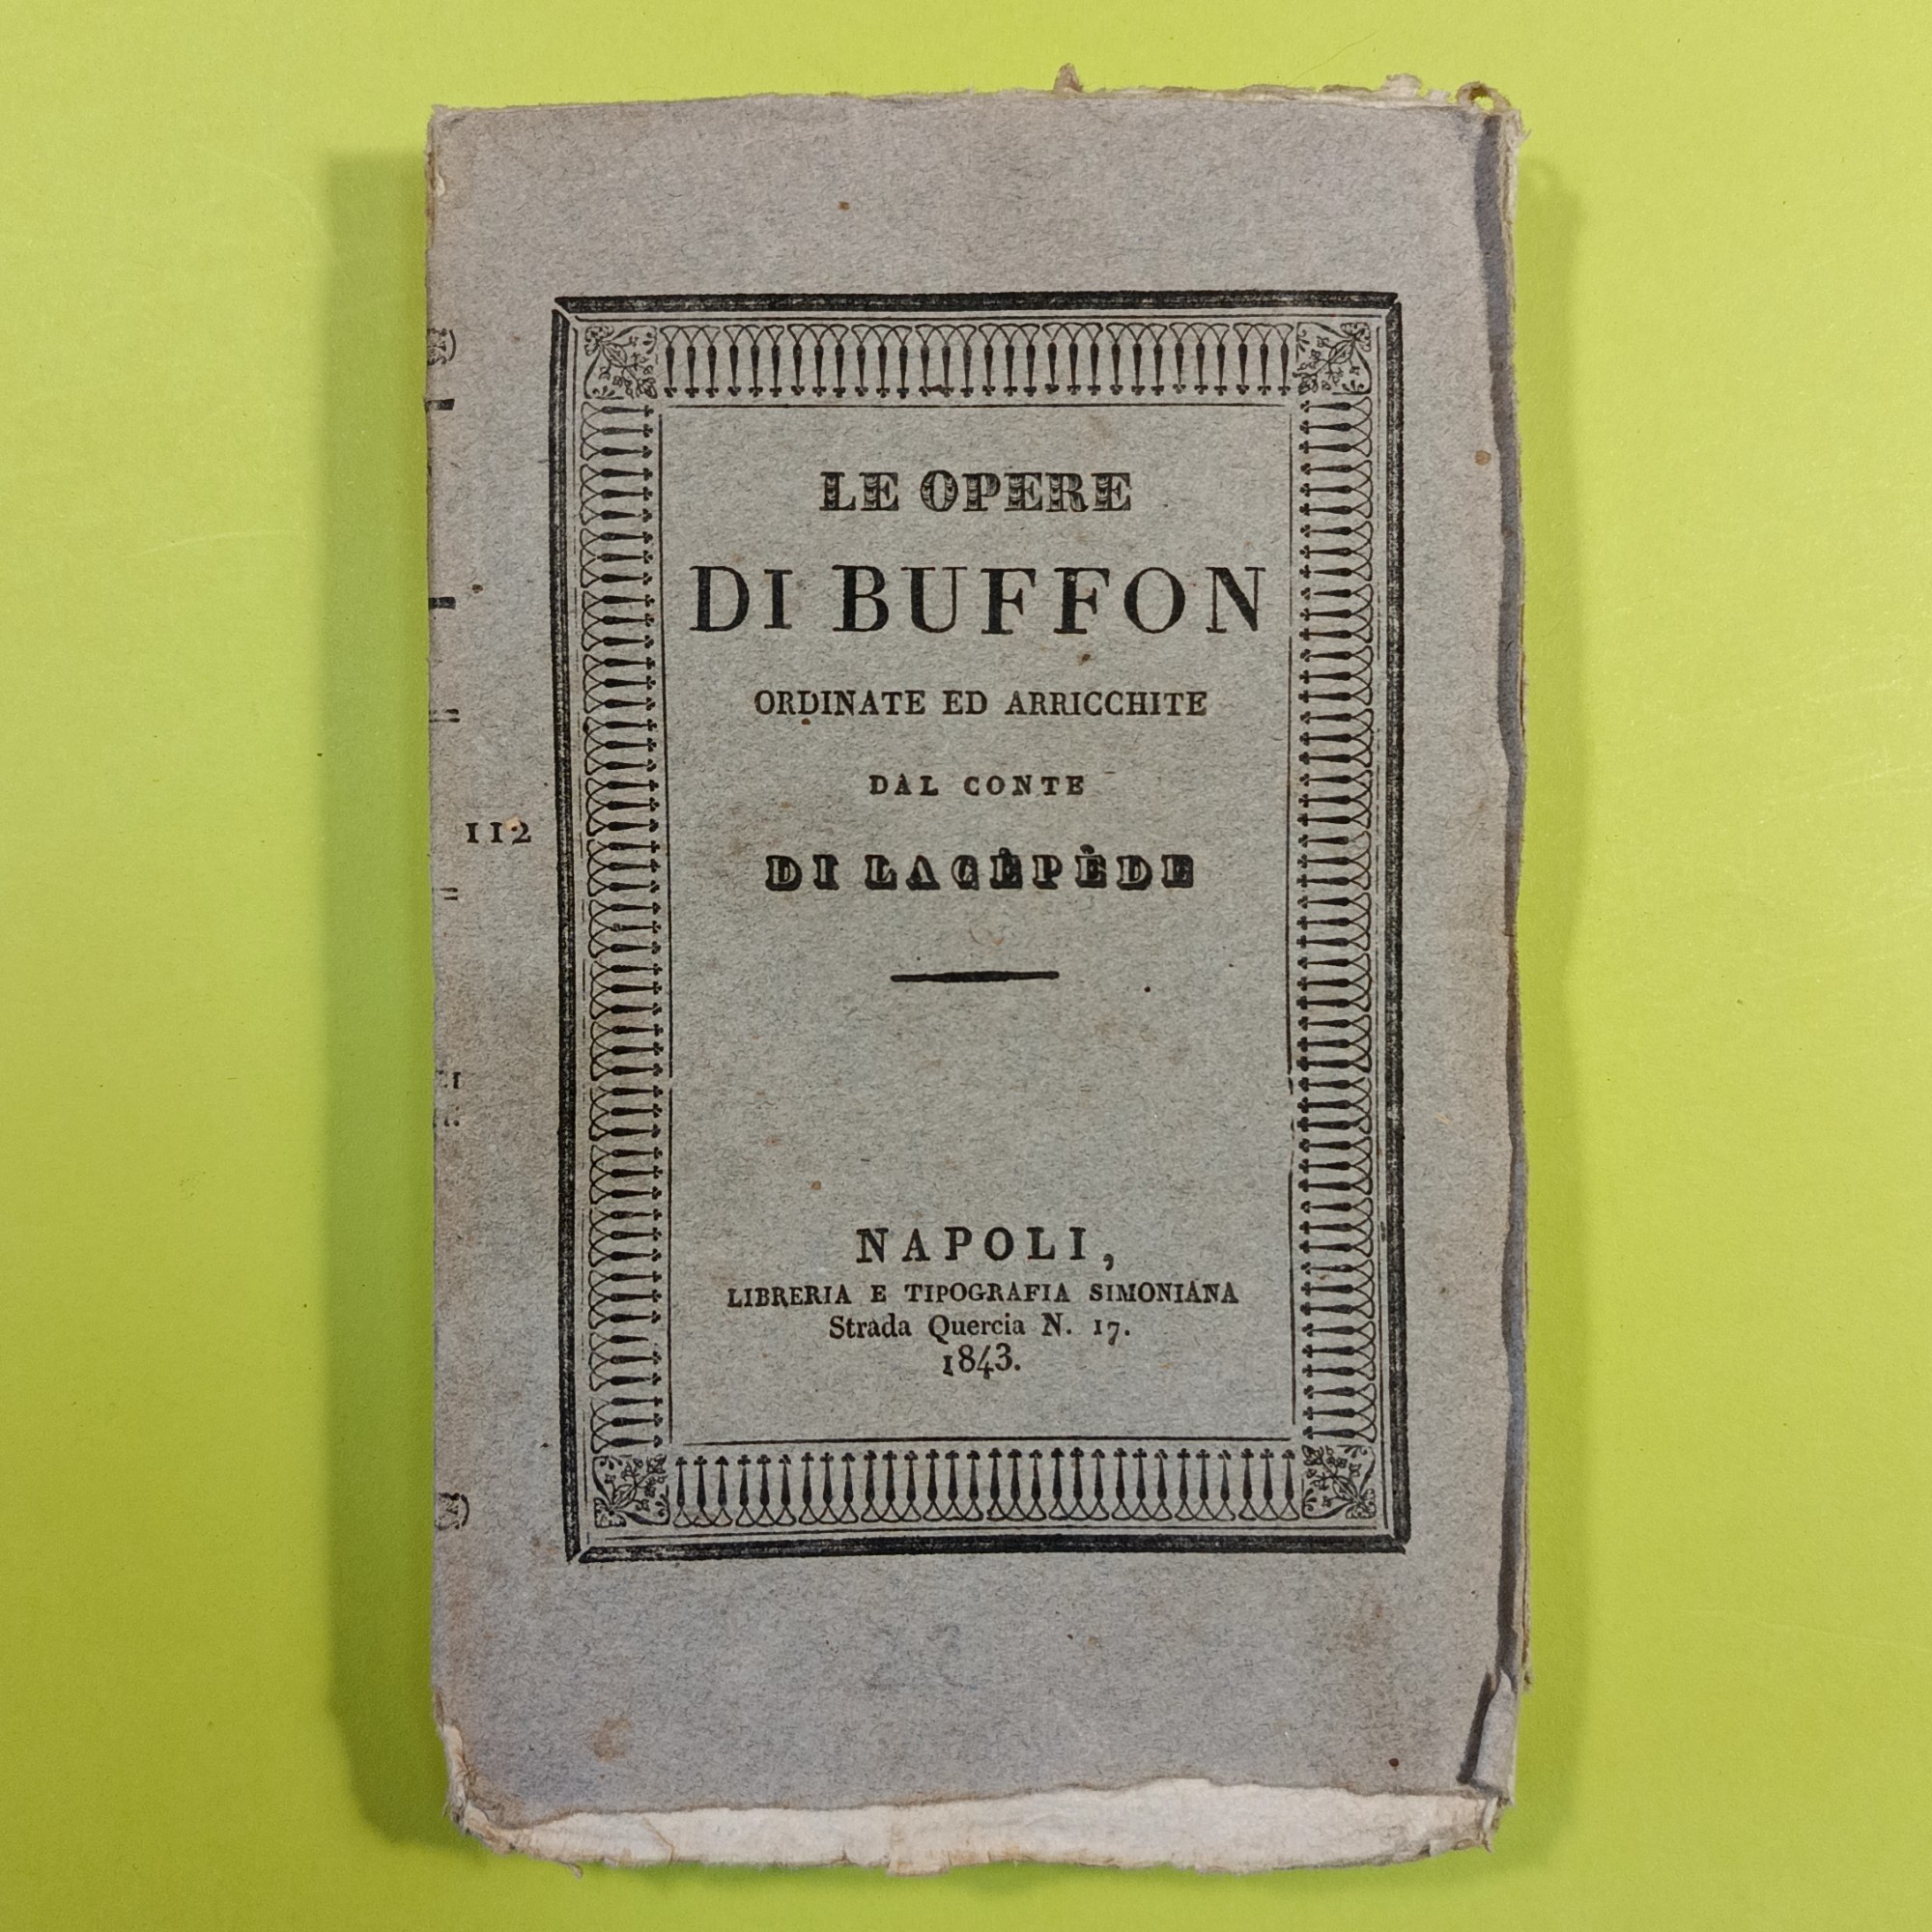 LE OPERE
DI BUFFON
ORDINATE ED ARRICCHITE
DAL CONTE
112
DI LACÈPÈDE
NAPOLI,
LIBRERIA E TIPOGRAFIA SIMONIANA
Strada Quercia N. 17.
1843.